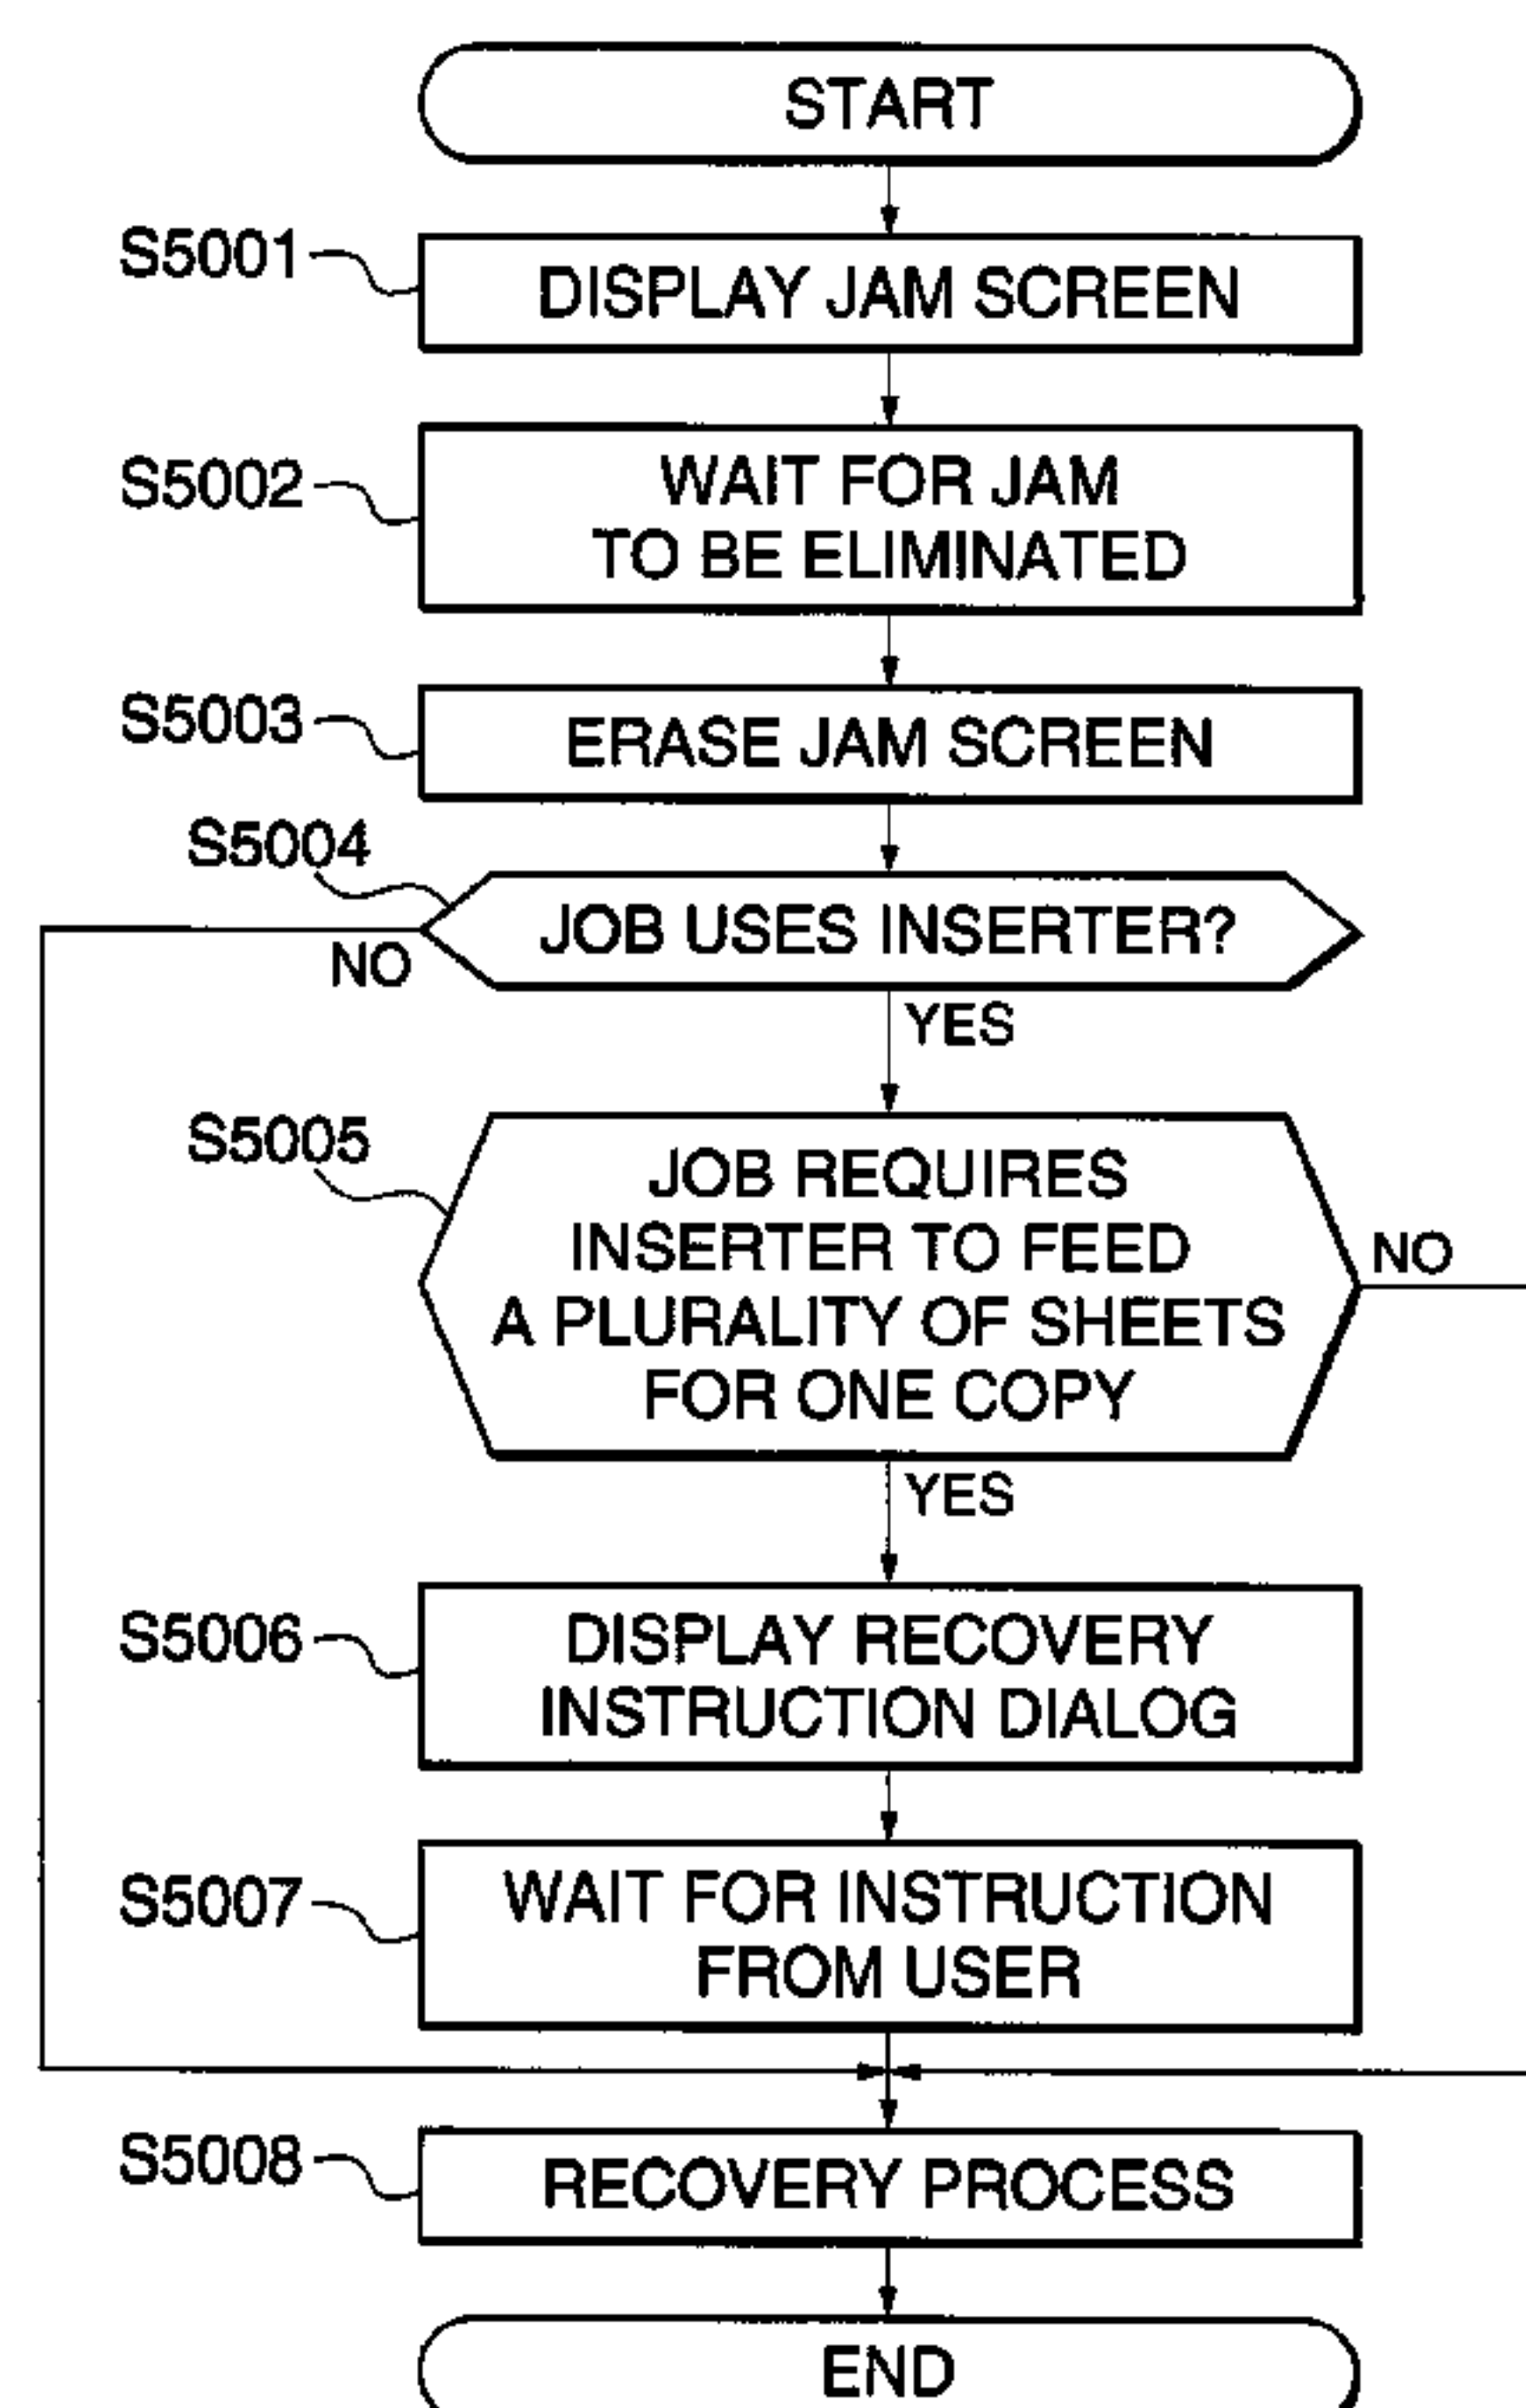 START
S5001
DISPLAY JAM SCREEN
S5002
WAIT FOR JAM
TO BE ELIMINATED
S5003
ERASE JAM SCREEN
S5004
JOB USES INSERTER?
NO
YES
S5005
JOB REQUIRES
INSERTER TO FEED
A PLURALITY OF SHEETS
FOR ONE COPY
NO
YES
S5006
DISPLAY RECOVERY
INSTRUCTION DIALOG
S5007
WAIT FOR INSTRUCTION
FROM USER
S5008
RECOVERY PROCESS
END